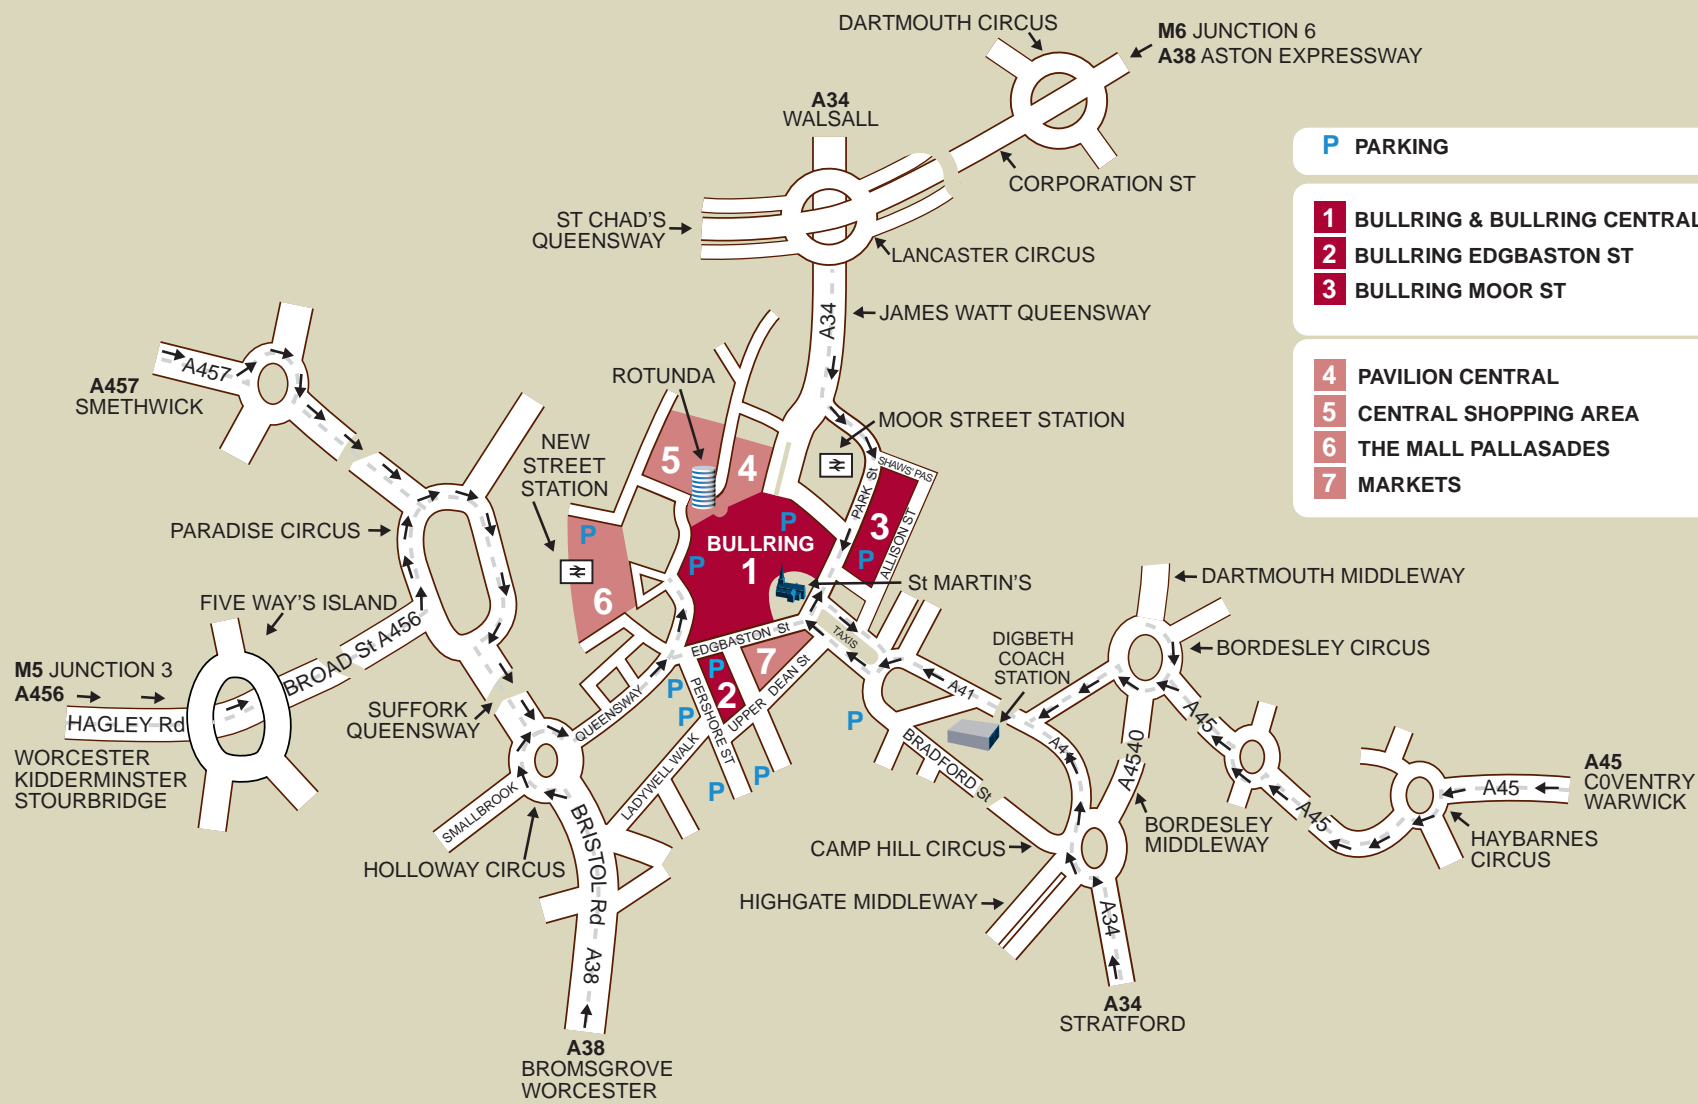 DARTMOUTH CIRCUS
M6 JUNCTION 6
A38 ASTON EXPRESSWAY
A34
WALSALL
P PARKING
CORPORATION ST
1 BULLRING & BULLRING CENTRAL
2 BULLRING EDGBASTON ST
3 BULLRING MOOR ST
ST CHAD'S
QUEENSWAY
LANCASTER CIRCUS
A34
JAMES WATT QUEENSWAY
4 PAVILION CENTRAL
5 CENTRAL SHOPPING AREA
6 THE MALL PALLASADES
7 MARKETS
A457
A457
SMETHWICK
ROTUNDA
MOOR STREET STATION
NEW
STREET
STATION
5
4
SHAWS' PAS
PARK St
3
P
ALLISON ST
PARADISE CIRCUS
P
P
BULLRING
1
P
6
St MARTIN'S
DARTMOUTH MIDDLEWAY
FIVE WAY'S ISLAND
BROAD St A456
M5 JUNCTION 3
A456
HAGLEY Rd
WORCESTER
KIDDERMINSTER
STOURBRIDGE
EDGBASTON St
TAXIS
DIGBETH
COACH
STATION
BORDESLEY CIRCUS
7
P
2
P
P
PERSHORE ST
UPPER DEAN St
A41
SUFFORK
QUEENSWAY
QUEENSWAY
P
A45
A41
A4540
BRADFORD St
LADYWELL WALK
P
P
A45
COVENTRY
WARWICK
A45
A45
SMALLBROOK
BRISTOL Rd
HOLLOWAY CIRCUS
CAMP HILL CIRCUS
BORDESLEY
MIDDLEWAY
HAYBARNES
CIRCUS
HIGHGATE MIDDLEWAY
A34
A38
A34
STRATFORD
A38
BROMSGROVE
WORCESTER